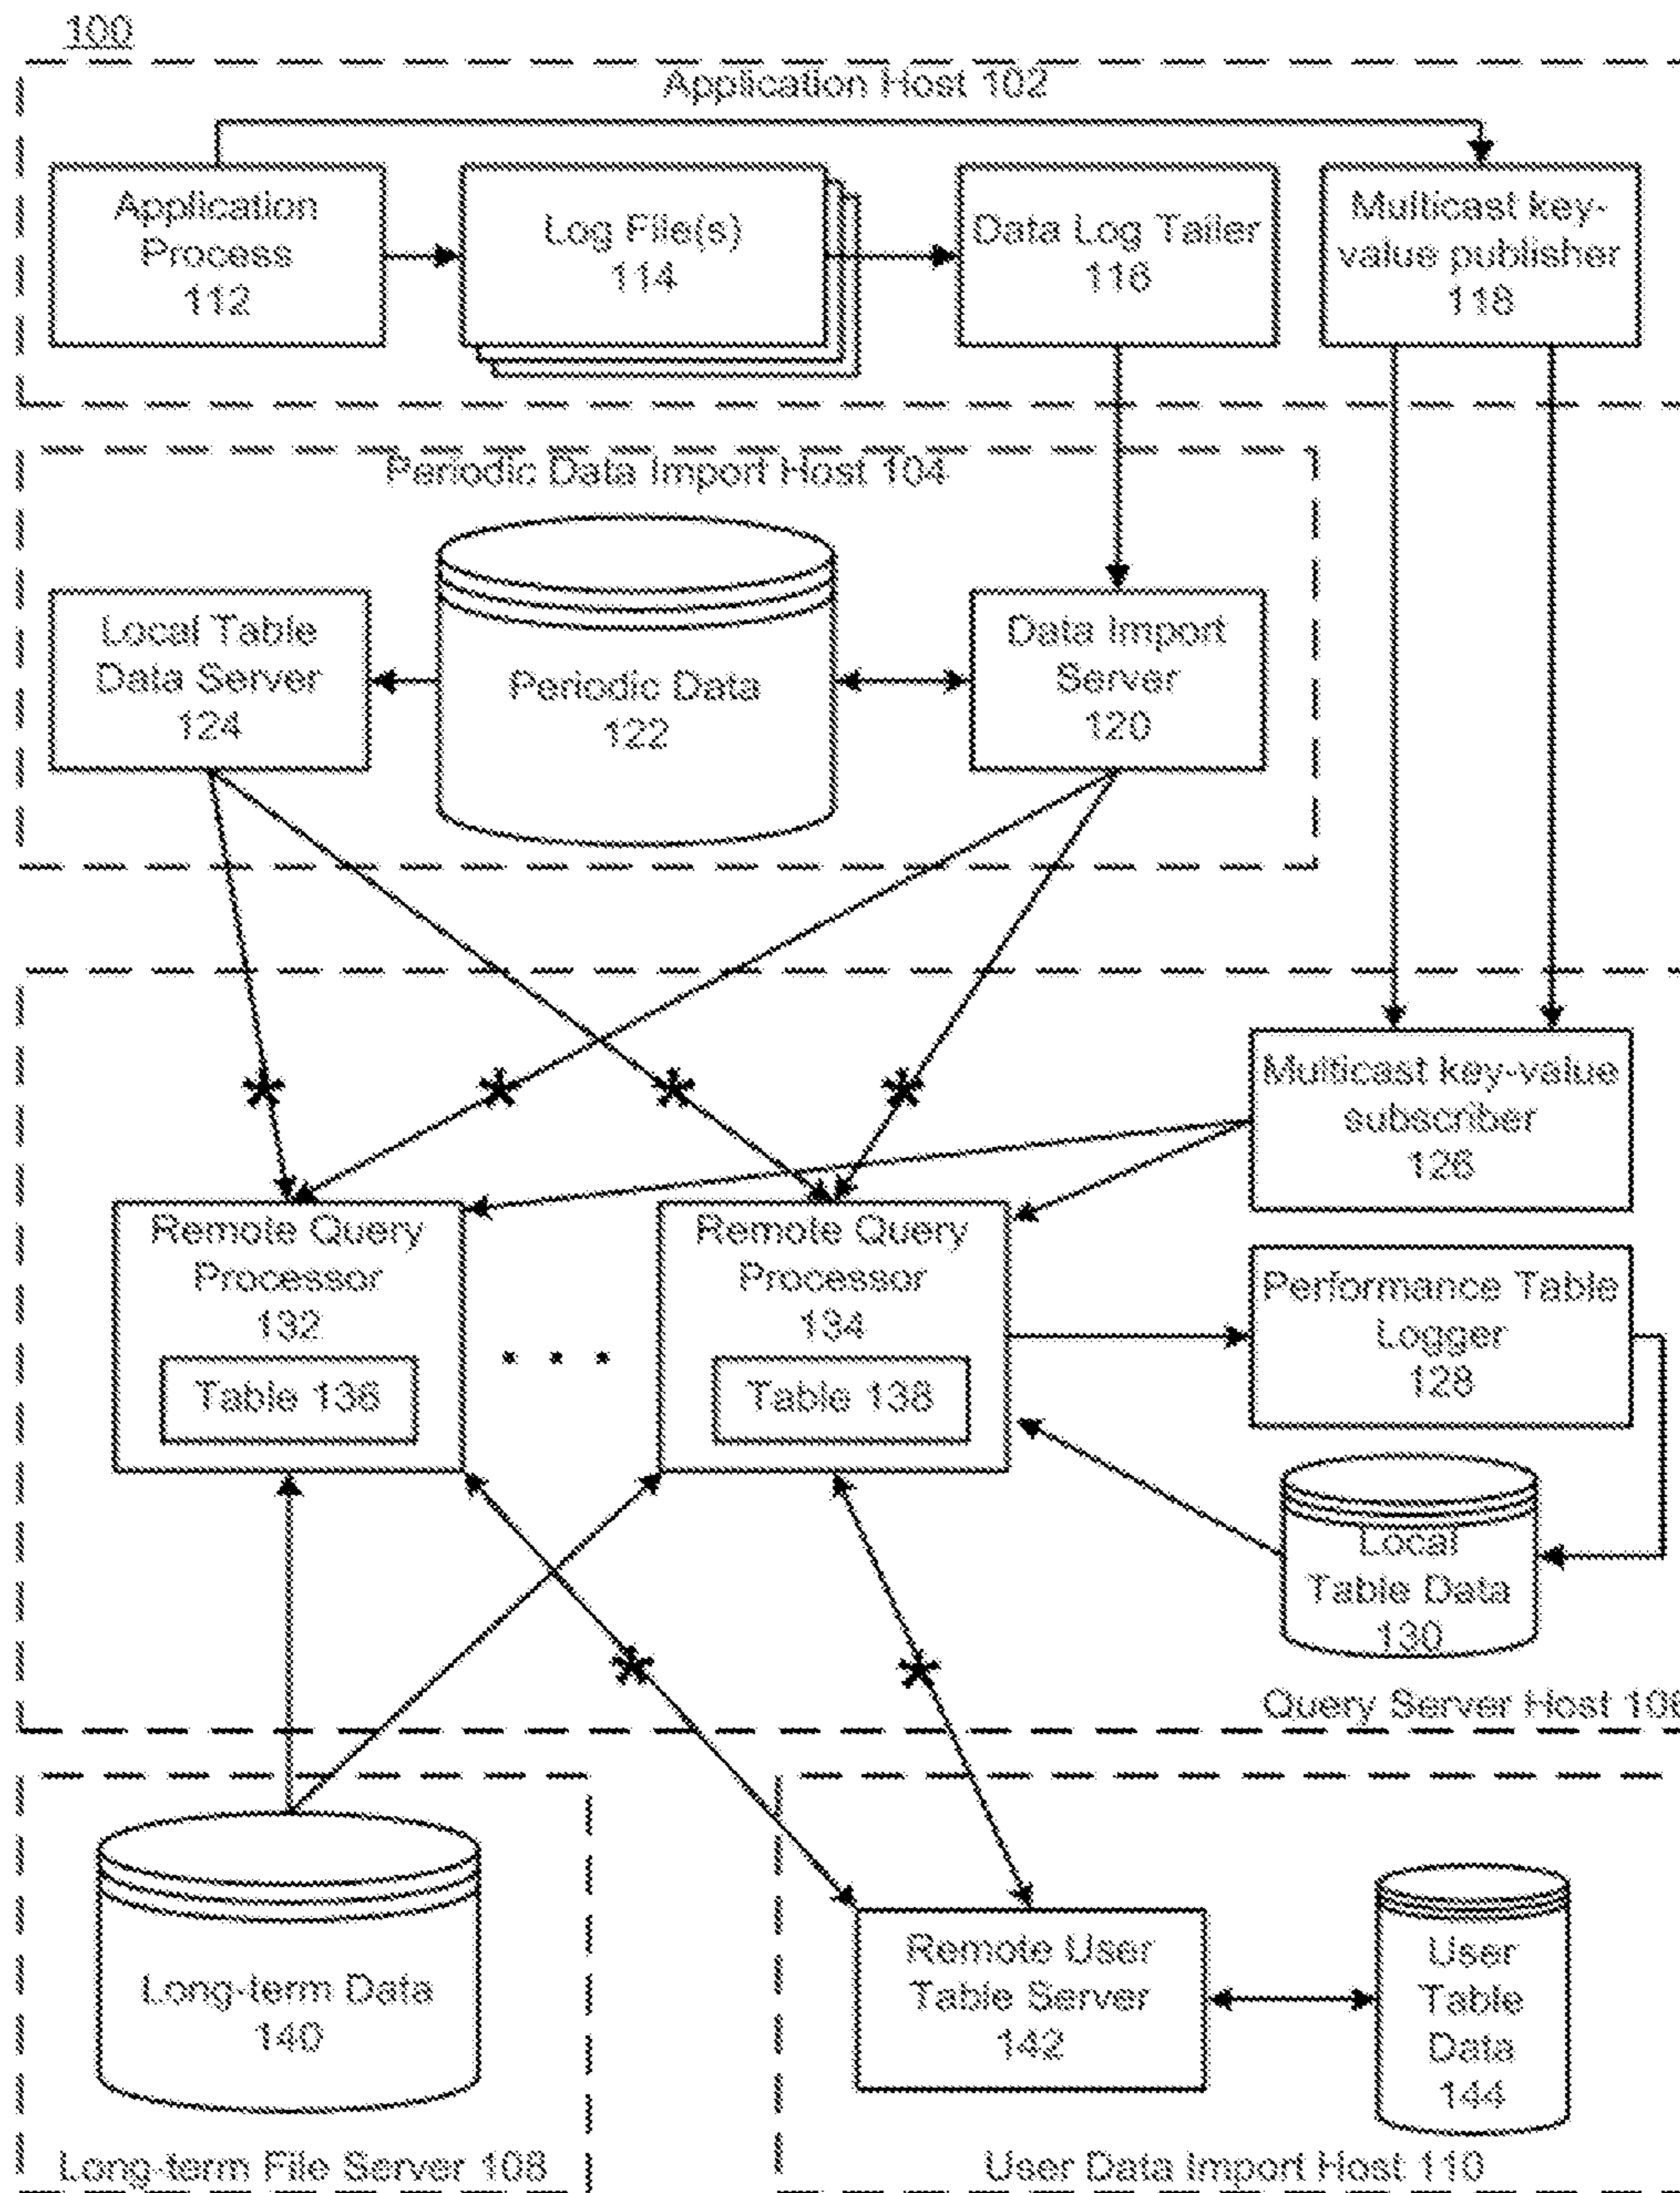 100
Application Host 102
Application
Process
112
Log File(s)
114
Data Log Tailer
116
Multicast key-
value publisher
118
Periodic Data Import Host 104
Local Table
Data Server
124
Periodic Data
122
Data Import
Server
120
Multicast key-value
subscriber
126
Remote Query
Processor
132
Table 136
Remote Query
Processor
134
Table 138
Performance Table
Logger
128
Local
Table Data
130
Query Server Host
Long-term Data
140
Long-term File Server 108
Remote User
Table Server
142
User
Table
Data
144
User Data Import Host 110